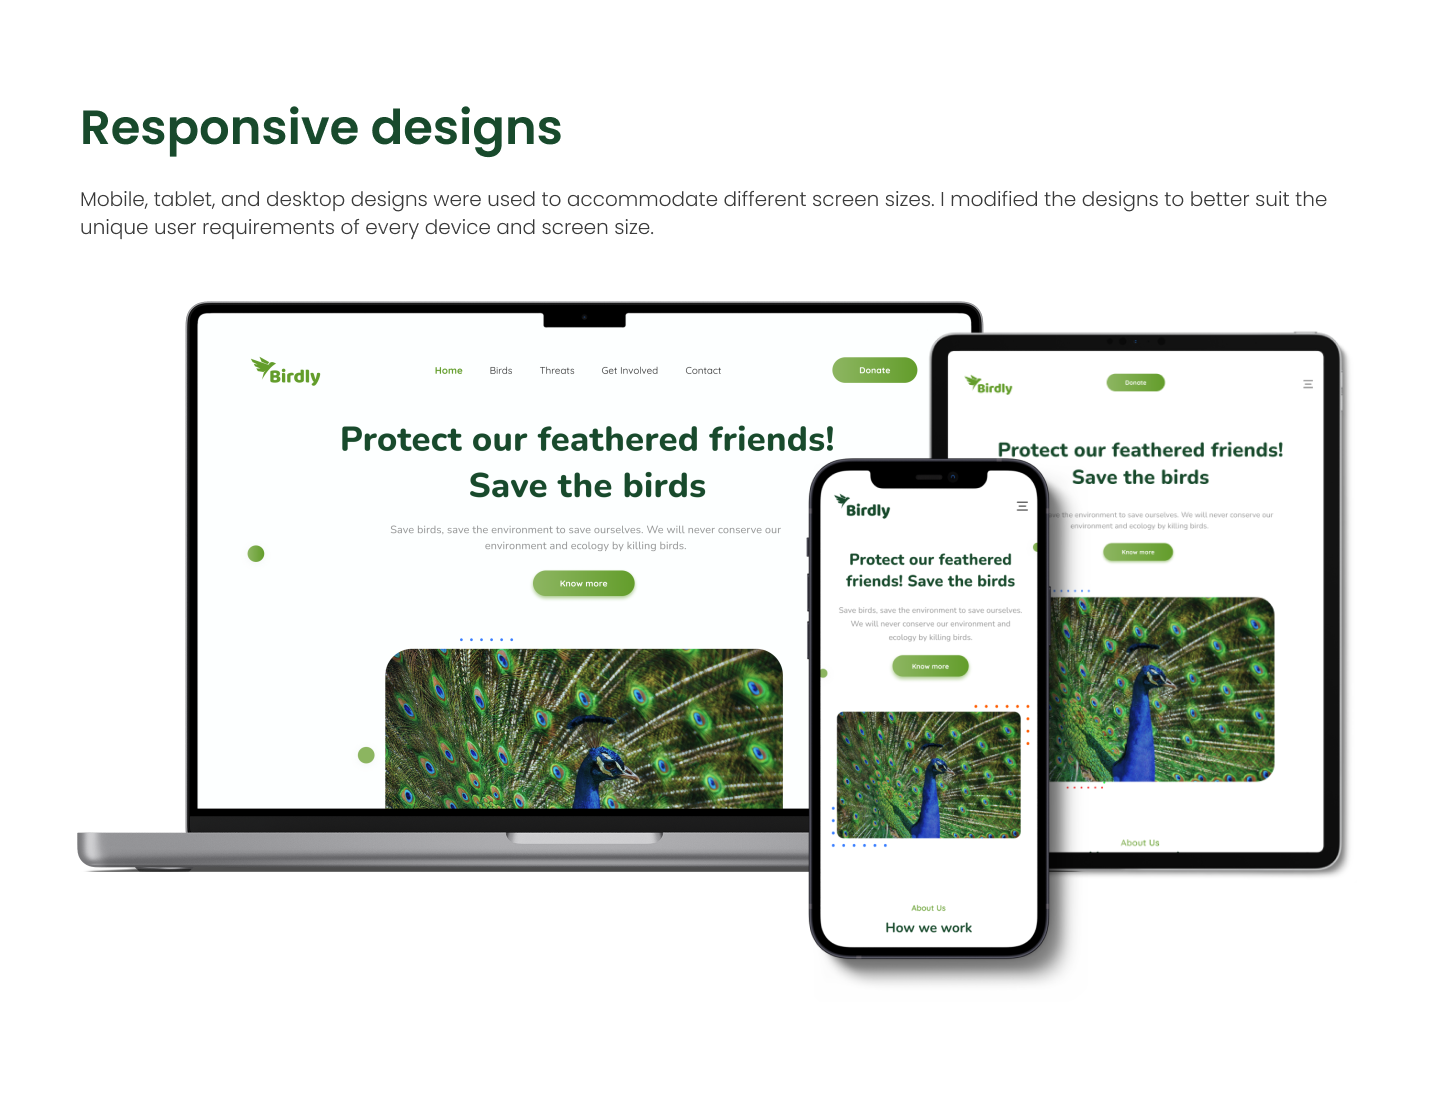 Responsive designs
Mobile, tablet, and desktop designs were used to accommodate different screen sizes. I modified the designs to better suit the
unique user requirements of every device and screen size.
Birdly
Home Birds Threats Get Involved Contact
Donate
Protect our feathered friends!
Save the birds
Save birds, save the environment to save ourselves. We will never conserve our
environment and ecology by killing birds.
Know more
Birdly
Donate
Protect our feathered friends!
Save the birds
the environment to save ourselves. We will never conserve our
environment and ecology by killing birds.
Know more
About Us
Birdly
Protect our feathered
friends! Save the birds
Save birds, save the environment to save ourselves.
We will never conserve our environment and
ecology by killing birds.
Know more
About Us
How we work